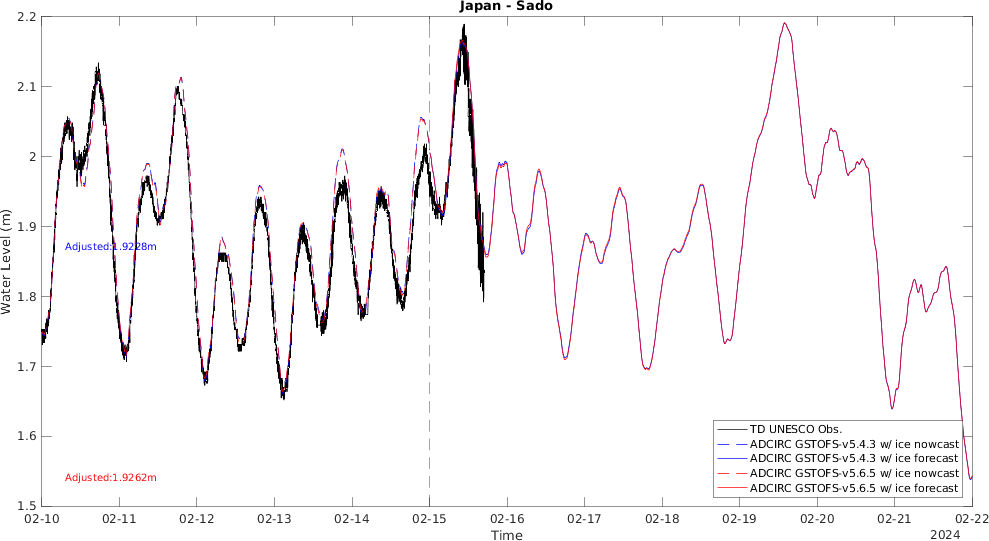 Japan - Sado
Water Level (m)
2.2
2.1
2
1.9
1.8
1.7
1.6
1.5
Adjusted:1.9228m
Adjusted:1.9262m
TD UNESCO Obs.
ADCIRC GSTOFS-v5.4.3 w/ ice nowcast
ADCIRC GSTOFS-v5.4.3 w/ ice forecast
ADCIRC GSTOFS-v5.6.5 w/ ice nowcast
ADCIRC GSTOFS-v5.6.5 w/ ice forecast
02-10 02-11 02-12 02-13 02-14 02-15 02-16 02-17 02-18 02-19 02-20 02-21 02-22
Time
2024